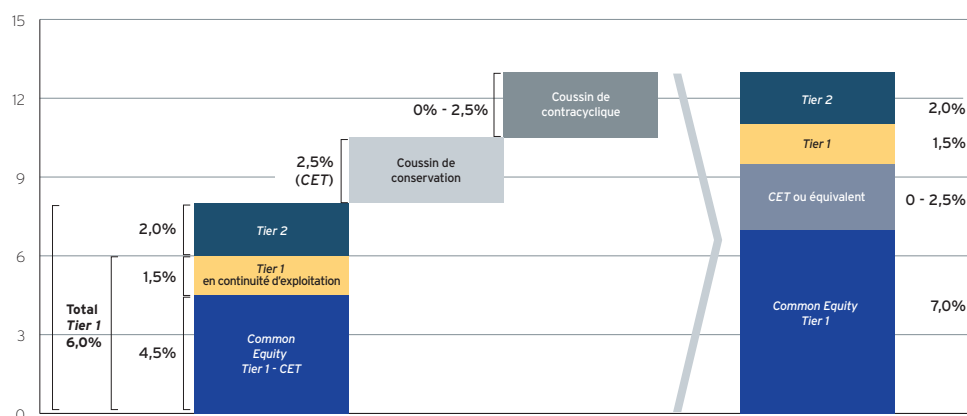 15
12
9
6
3
0
Total
Tier 1
6,0%
2,0%
1,5%
4,5%
Tier 2
Tier 1
en continuité d'exploitation
Common
Equity
Tier 1 - CET
2,5%
(CET)
Coussin de
conservation
0% - 2,5%
Coussin de
contracyclique
Tier 2
Tier 1
CET ou équivalent
Common Equity
Tier 1
2,0%
1,5%
0 - 2,5%
7,0%